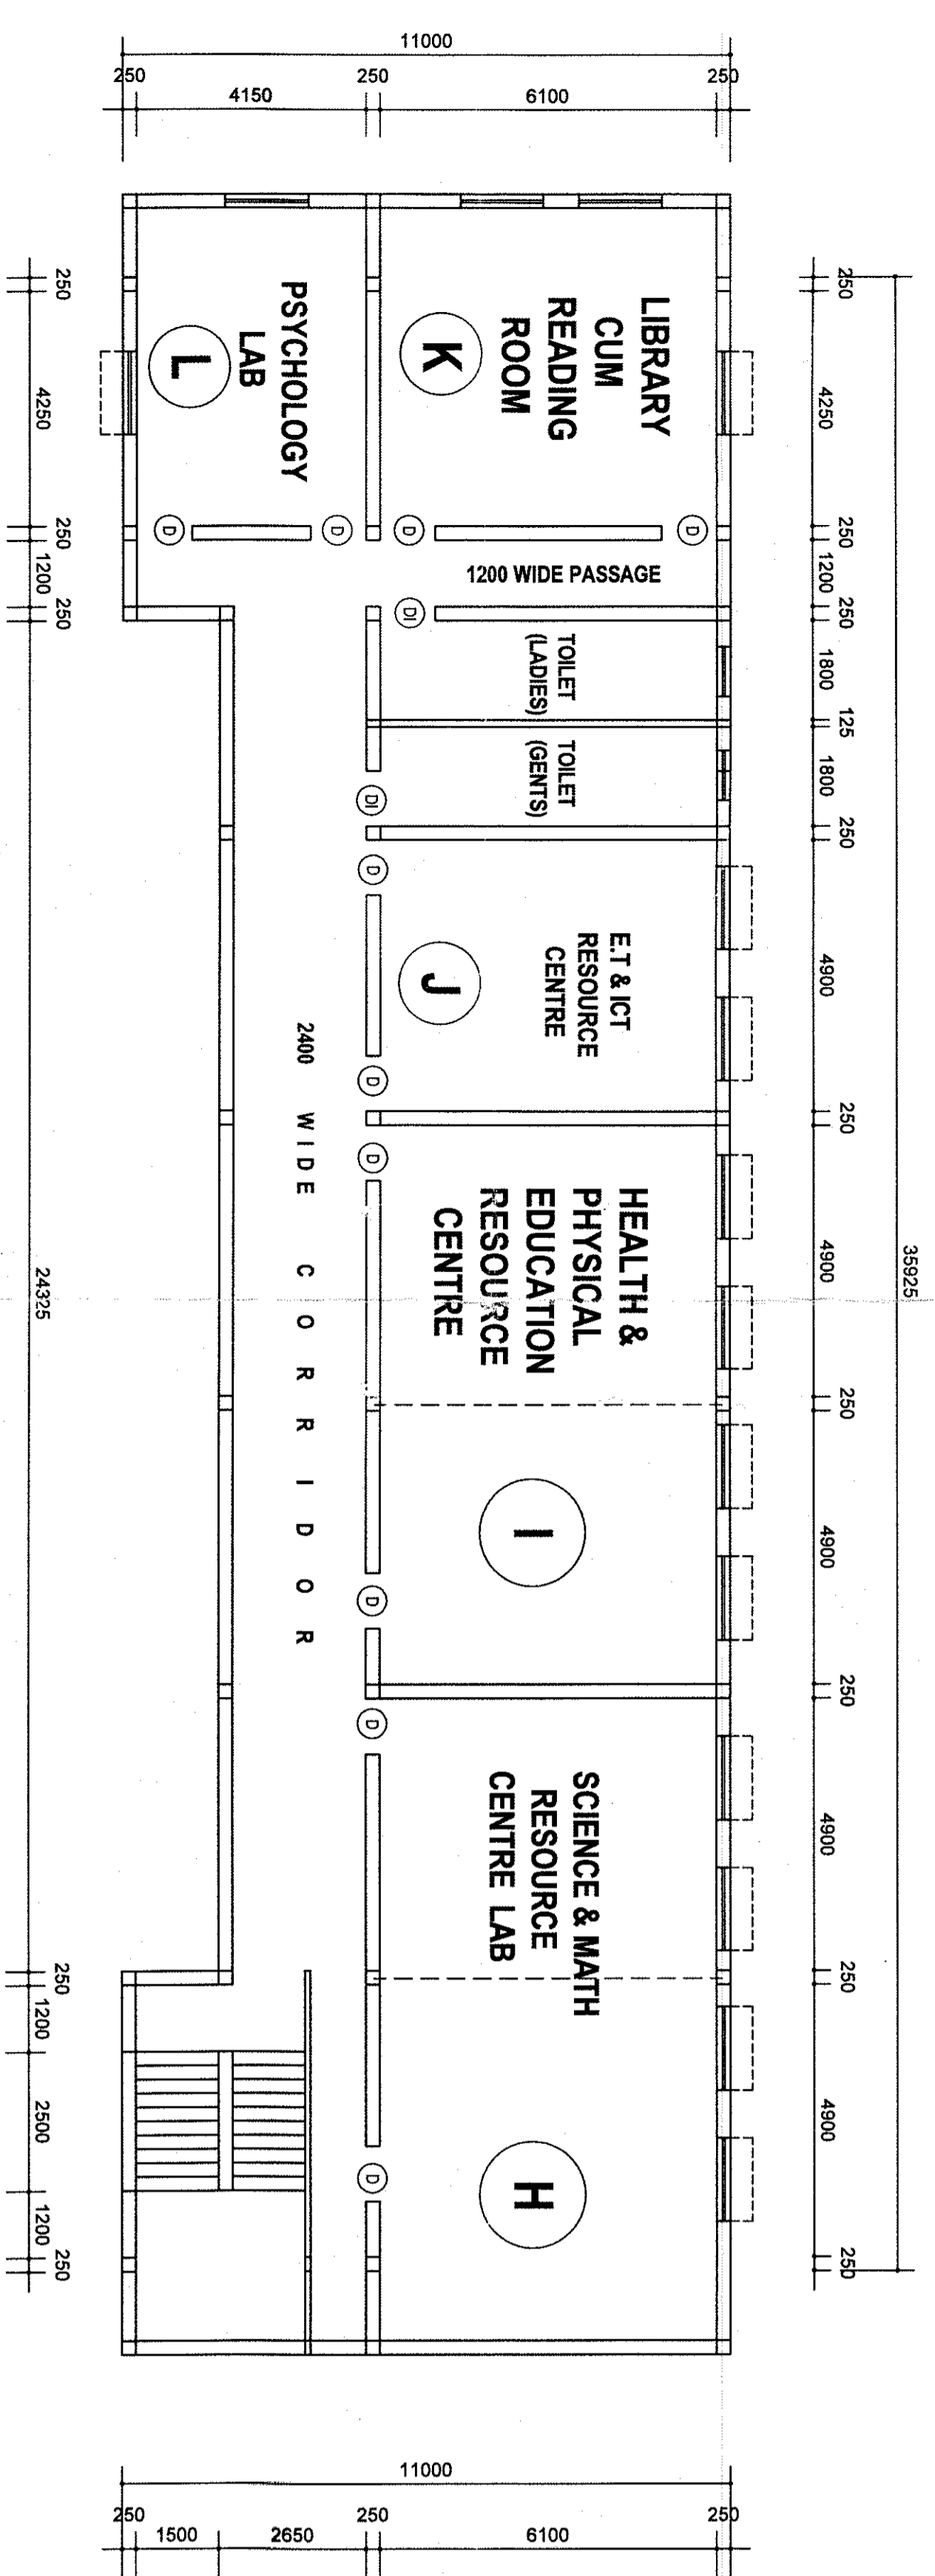 11000
250
250
250
4150
6100
35925
250
4250
250
1200
250
1800
125
1800
250
4900
250
4900
250
4900
250
4900
250
4900
250
LIBRARY
CUM
READING
ROOM
K
PSYCHOLOGY
LAB
L
D
D
D
D
1200 WIDE PASSAGE
DI
TOILET
(LADIES)
TOILET
(GENTS)
DI
D
E.T & ICT
RESOURCE
CENTRE
J
D
D
HEALTH &
PHYSICAL
EDUCATION
RESOURCE
CENTRE
I
D
D
SCIENCE & MATH
RESOURCE
CENTRE LAB
H
D
2400 WIDE CORRIDOR
250
4250
250
1200
250
24325
250
1200
2500
1200
250
11000
250
250
250
1500
2650
6100